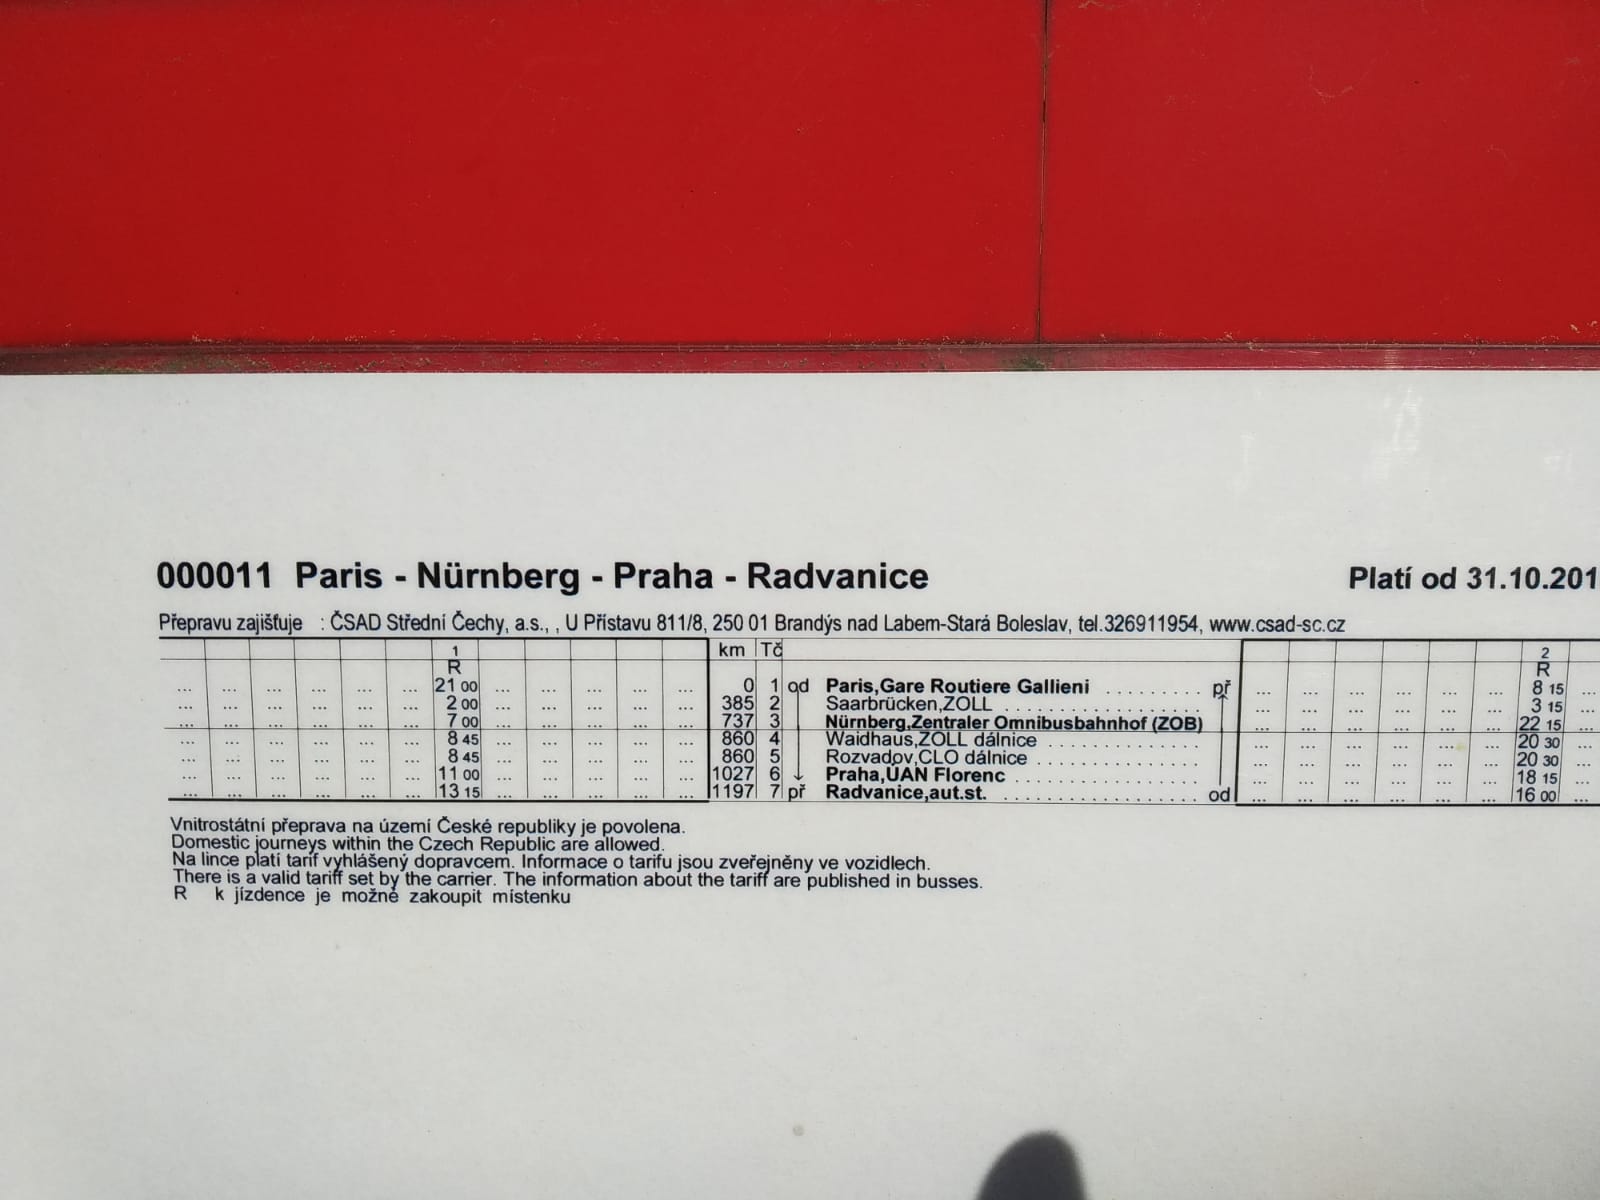 000011 Paris - Nürnberg - Praha - Radvanice Platí od 31.10.201
Přepravu zajišťuje : ČSAD Střední Čechy, a.s., , U Přístavu 811/8, 250 01 Brandýs nad Labem-Stará Boleslav, tel.326911954, www.csad-sc.cz
1 km Tč 2
R R
... ... ... ... ... ... 21 00 ... ... ... ... ... 0 1 od Paris,Gare Routiere Gallieni . . . . . . . . . př ... ... ... ... ... ... 8 15 ...
... ... ... ... ... ... 2 00 ... ... ... ... ... 385 2 Saarbrücken,ZOLL . . . . . . . . . . . . . . . . . . ... ... ... ... ... ... 3 15 ...
... ... ... ... ... ... 7 00 ... ... ... ... ... 737 3 Nürnberg,Zentraler Omnibusbahnhof (ZOB) ... ... ... ... ... ... 22 15 ...
... ... ... ... ... ... 8 45 ... ... ... ... ... 860 4 Waidhaus,ZOLL dálnice . . . . . . . . . . . . . . ... ... ... ... ... ... 20 30 ...
... ... ... ... ... ... 8 45 ... ... ... ... ... 860 5 Rozvadov,CLO dálnice . . . . . . . . . . . . . . . ... ... ... ... ... ... 20 30 ...
... ... ... ... ... ... 11 00 ... ... ... ... ... 1027 6 Praha,ÚAN Florenc . . . . . . . . . . . . . . . . . ... ... ... ... ... ... 18 15 ...
... ... ... ... ... ... 13 15 ... ... ... ... ... 1197 7 př Radvanice,aut.st. . . . . . . . . . . . . . . . . . . od ... ... ... ... ... ... 16 00 ...
Vnitrostátní přeprava na území České republiky je povolena.
Domestic journeys within the Czech Republic are allowed.
Na lince platí tarif vyhlášený dopravcem. Informace o tarifu jsou zveřejněny ve vozidlech.
There is a valid tariff set by the carrier. The information about the tariff are published in busses.
R k jízdence je možné zakoupit místenku